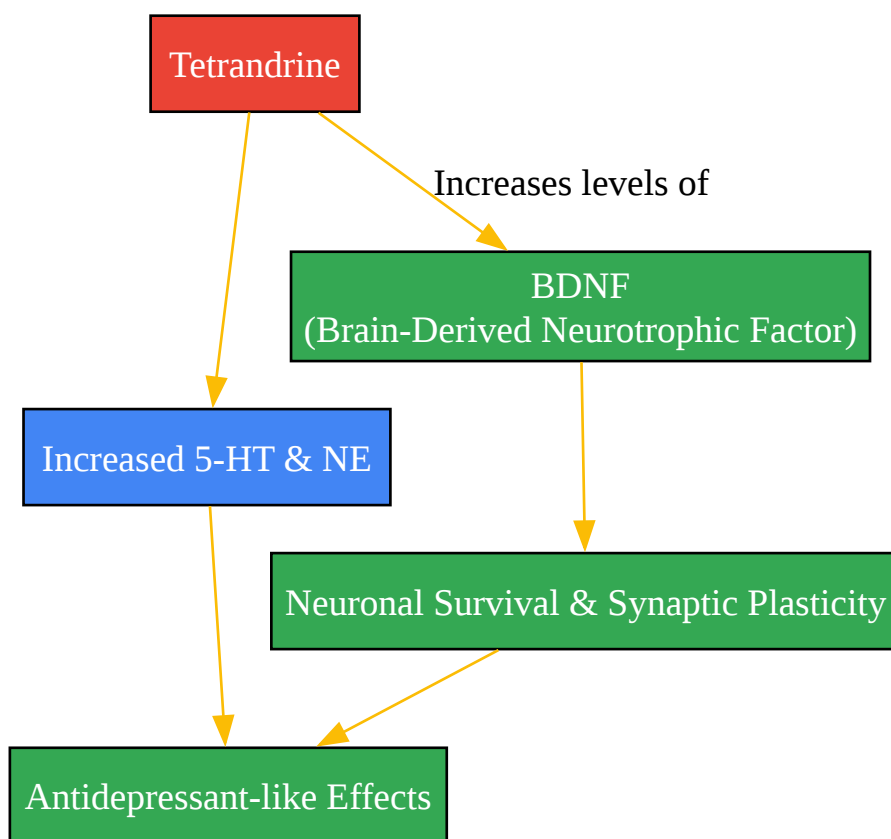 Tetrandrine
Increases levels of
BDNF
(Brain-Derived Neurotrophic Factor)
Increased 5-HT & NE
Neuronal Survival & Synaptic Plasticity
Antidepressant-like Effects